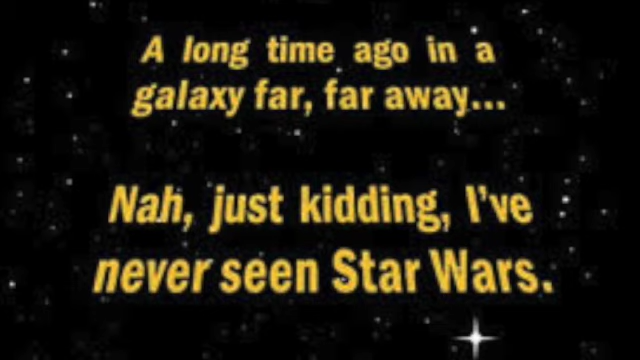 A long time ago in a
galaxy far, far away...
Nah, just kidding, I've
never seen Star Wars.